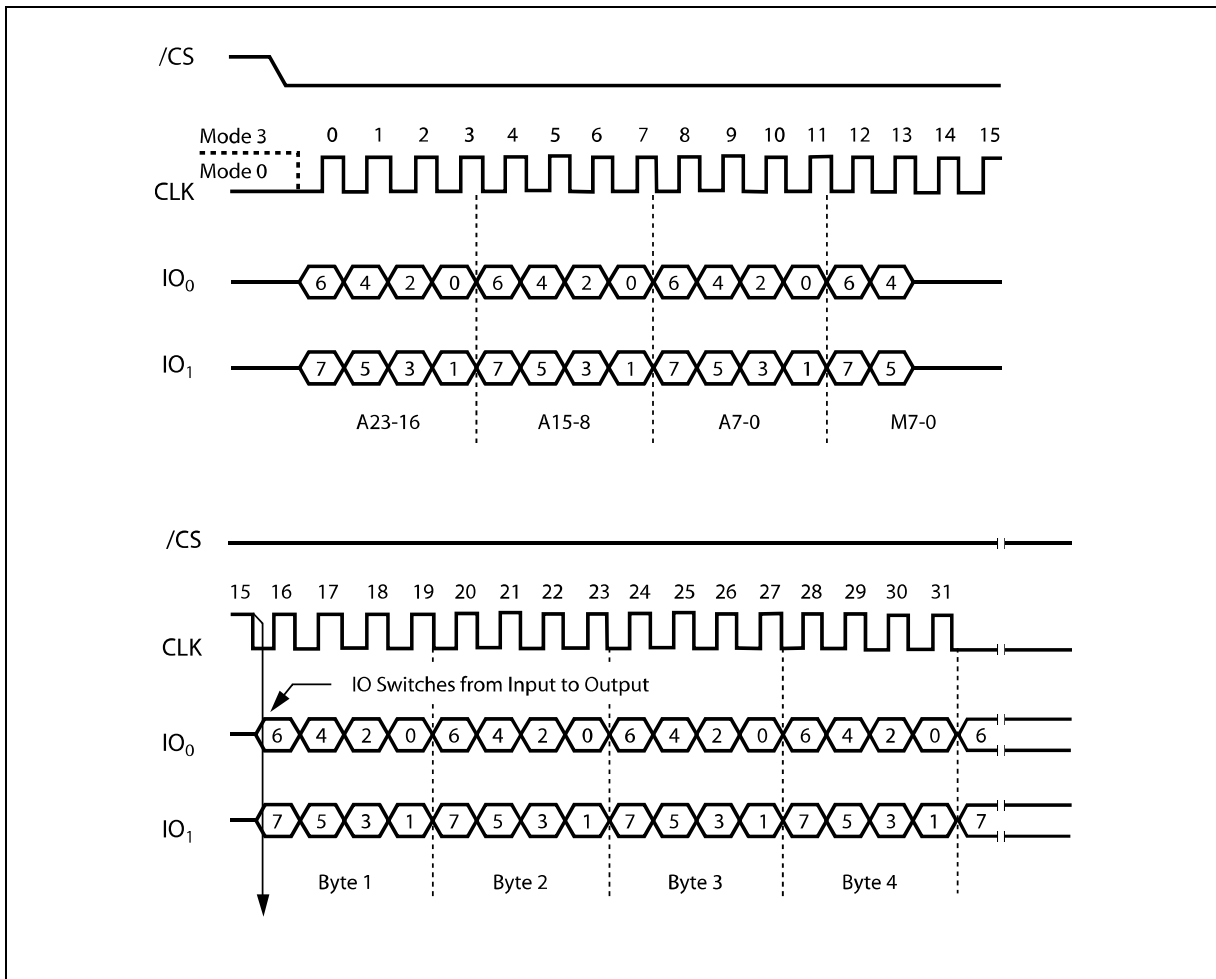 /CS
Mode 3 0 1 2 3 4 5 6 7 8 9 10 11 12 13 14 15
Mode 0
CLK
IO₀ 6 4 2 0 6 4 2 0 6 4 2 0 6 4
IO₁ 7 5 3 1 7 5 3 1 7 5 3 1 7 5
A23-16 A15-8 A7-0 M7-0
/CS
15 16 17 18 19 20 21 22 23 24 25 26 27 28 29 30 31
CLK
IO Switches from Input to Output
IO₀ 6 4 2 0 6 4 2 0 6 4 2 0 6 4 2 0 6
IO₁ 7 5 3 1 7 5 3 1 7 5 3 1 7 5 3 1 7
Byte 1 Byte 2 Byte 3 Byte 4